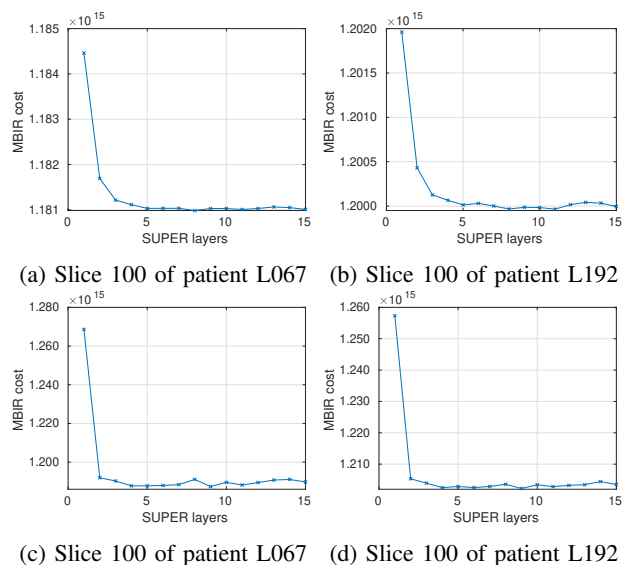 ×10^15
1.185
1.184
1.183
1.182
1.181
MBIR cost
0 5 10 15
SUPER layers
(a) Slice 100 of patient L067
×10^15
1.2020
1.2015
1.2010
1.2005
1.2000
MBIR cost
0 5 10 15
SUPER layers
(b) Slice 100 of patient L192
×10^15
1.280
1.260
1.240
1.220
1.200
MBIR cost
0 5 10 15
SUPER layers
(c) Slice 100 of patient L067
×10^15
1.260
1.250
1.240
1.230
1.220
1.210
MBIR cost
0 5 10 15
SUPER layers
(d) Slice 100 of patient L192